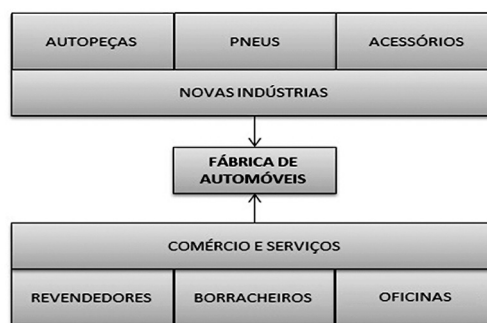 AUTOPEÇAS PNEUS ACESSÓRIOS
NOVAS INDÚSTRIAS
FÁBRICA DE
AUTOMÓVEIS
COMÉRCIO E SERVIÇOS
REVENDEDORES BORRACHEIROS OFICINAS